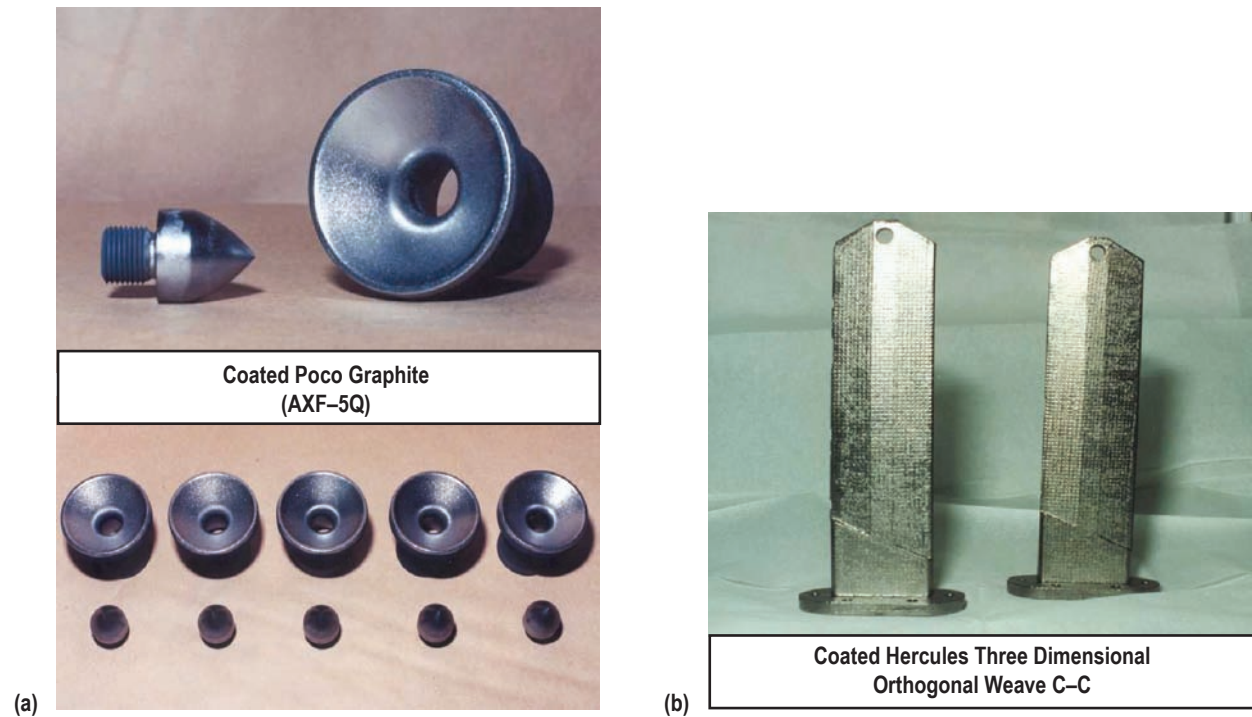 Coated Poco Graphite
(AXF–5Q)
(a)
Coated Hercules Three Dimensional
Orthogonal Weave C–C
(b)